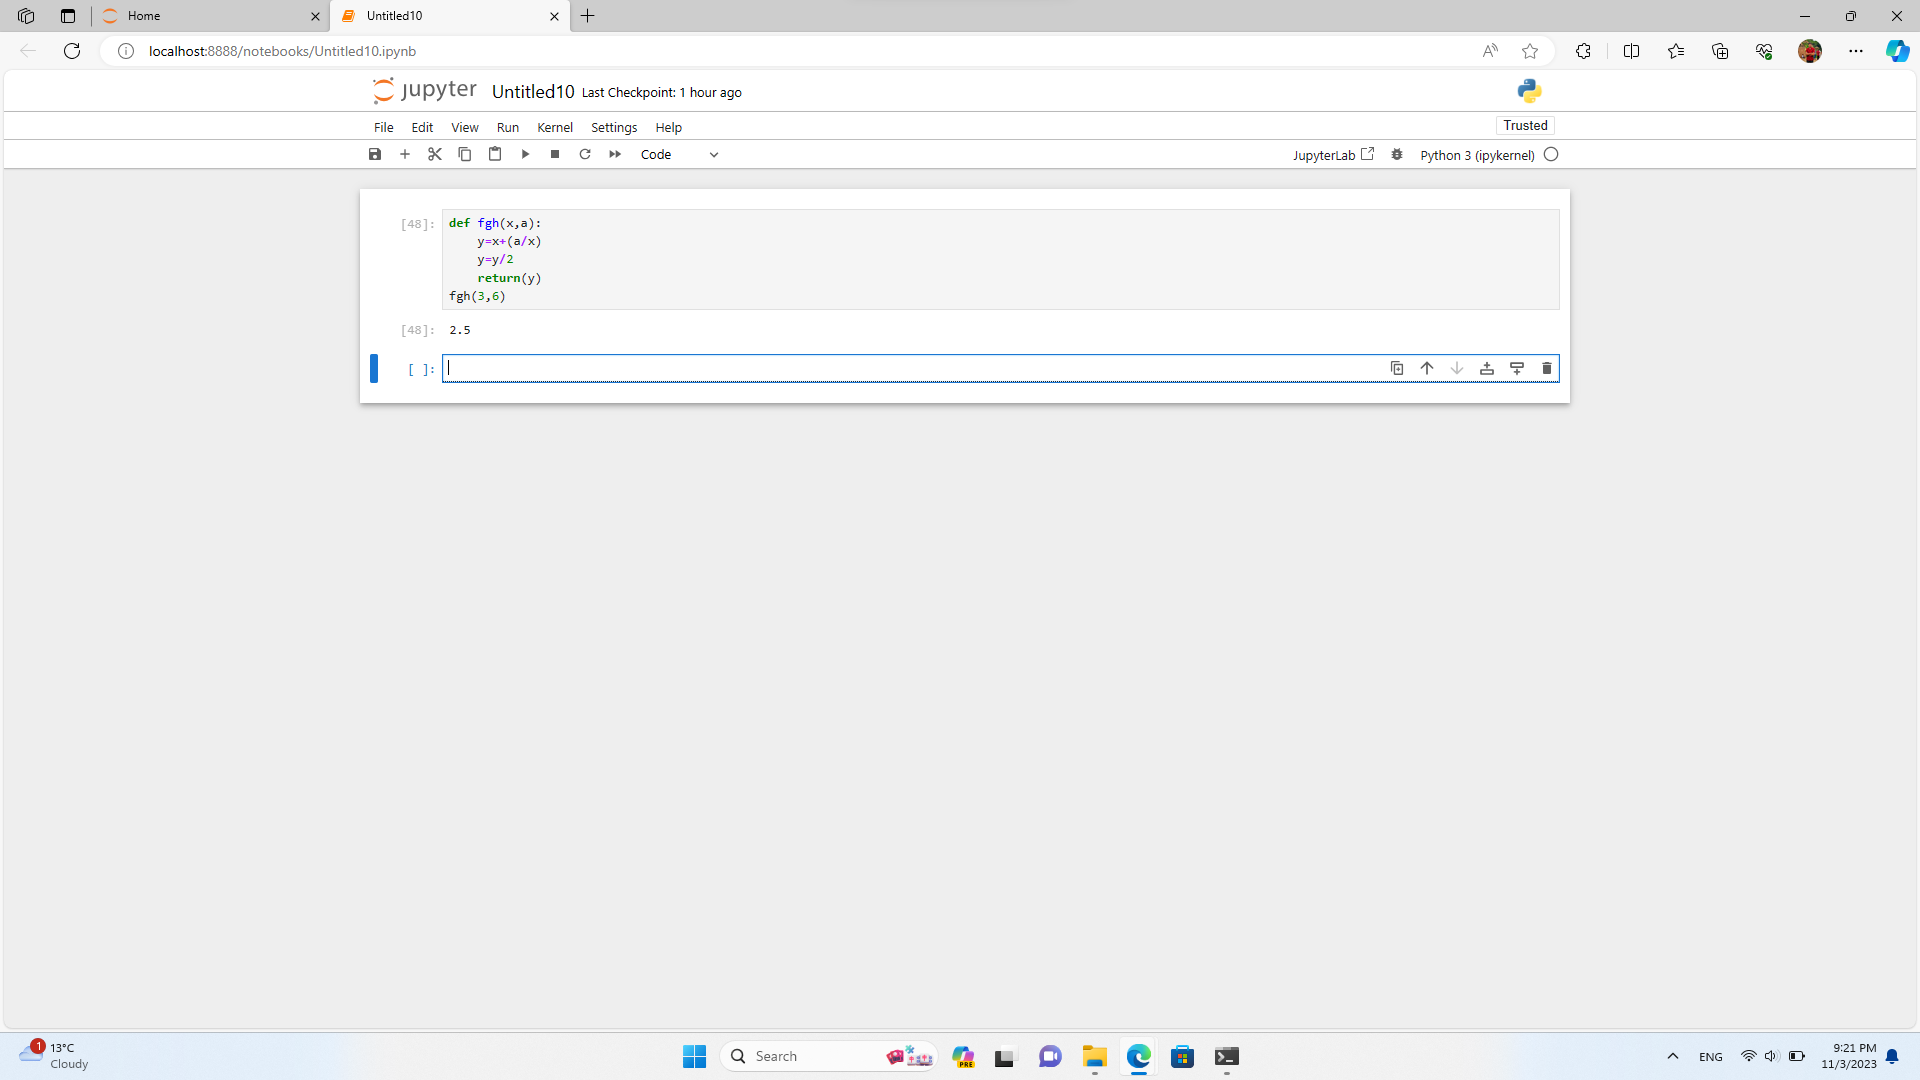 Home
Untitled10
localhost:8888/notebooks/Untitled10.ipynb
jupyter Untitled10 Last Checkpoint: 1 hour ago
File Edit View Run Kernel Settings Help
Trusted
Code
JupyterLab
Python 3 (ipykernel)
[48]: def fgh(x,a):
    y=x+(a/x)
    y=y/2
    return(y)
fgh(3,6)
[48]: 2.5
[ ]:
1
13°C
Cloudy
Search
PRE
ENG
9:21 PM
11/3/2023